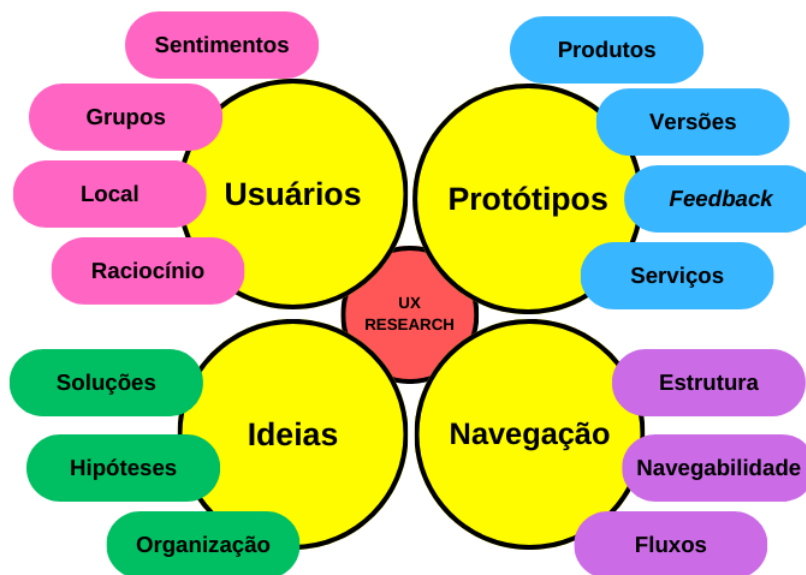 Sentimentos
Grupos
Local
Raciocínio
Usuários
Produtos
Versões
Feedback
Serviços
Protótipos
UX
RESEARCH
Soluções
Hipóteses
Organização
Ideias
Estrutura
Navegabilidade
Fluxos
Navegação